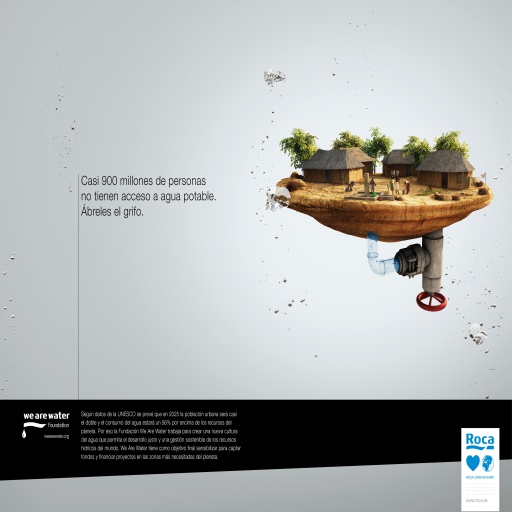 Casi 900 millones de personas
no tienen acceso a agua potable.
Ábreles el grifo.
we are water
foundation
wearewater.org
Según datos de la UNESCO se prevé que en 2025 la población urbana será casi
el doble y el consumo del agua estará un 56% por encima de los recursos del
planeta. Por eso la Fundación We Are Water trabaja para crear una nueva cultura
del agua que permita el desarrollo justo y una gestión sostenible de los recursos
hídricos del mundo. We Are Water tiene como objetivo final sensibilizar para captar
fondos y financiar proyectos en las zonas más necesitadas del planeta.
Roca